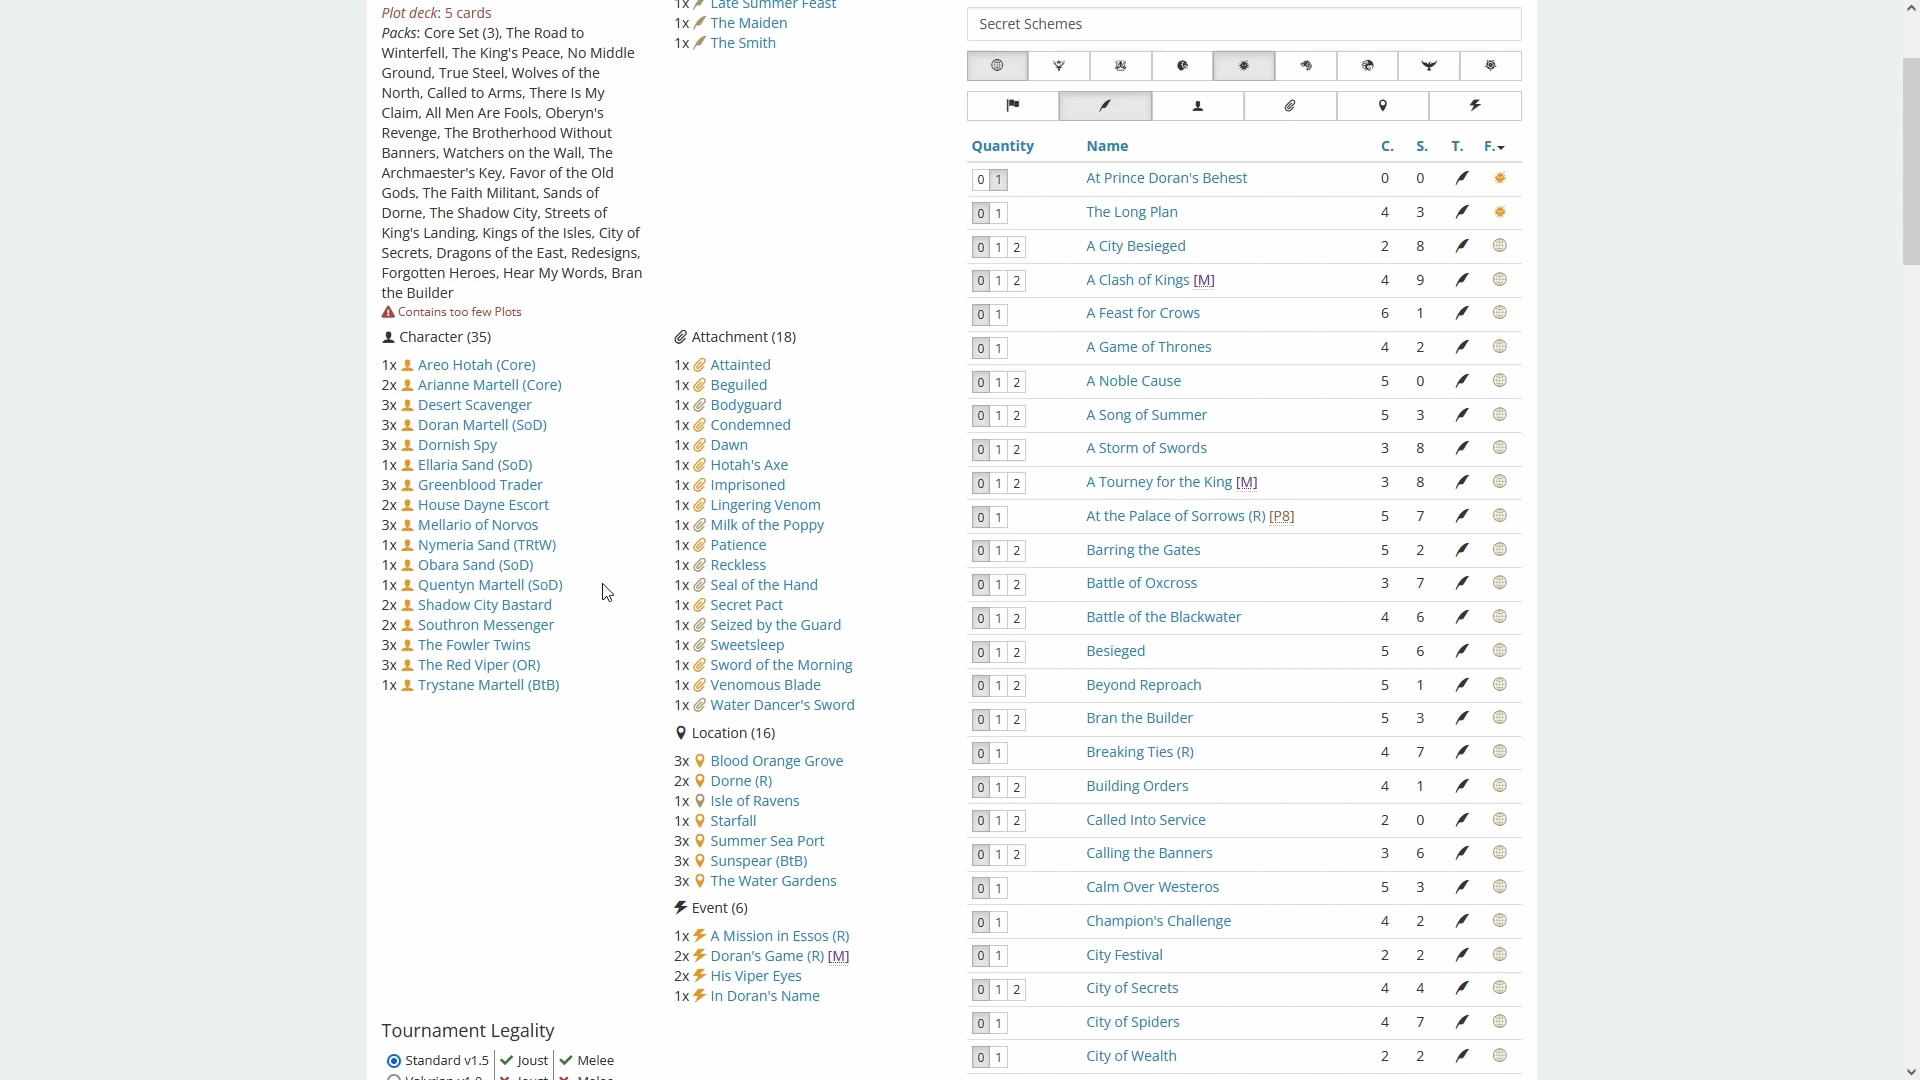 Plot deck: 5 cards
Packs: Core Set (3), The Road to
Winterfell, The King's Peace, No Middle
Ground, True Steel, Wolves of the
North, Called to Arms, There Is My
Claim, All Men Are Fools, Oberyn's
Revenge, The Brotherhood Without
Banners, Watchers on the Wall, The
Archmaester's Key, Favor of the Old
Gods, The Faith Militant, Sands of
Dorne, The Shadow City, Streets of
King's Landing, Kings of the Isles, City of
Secrets, Dragons of the East, Redesigns,
Forgotten Heroes, Hear My Words, Bran
the Builder
Contains too few Plots
1x Late Summer Feast
1x The Maiden
1x The Smith
Character (35)
1x Areo Hotah (Core)
2x Arianne Martell (Core)
3x Desert Scavenger
3x Doran Martell (SoD)
3x Dornish Spy
1x Ellaria Sand (SoD)
3x Greenblood Trader
2x House Dayne Escort
3x Mellario of Norvos
1x Nymeria Sand (TRtW)
1x Obara Sand (SoD)
1x Quentyn Martell (SoD)
2x Shadow City Bastard
2x Southron Messenger
3x The Fowler Twins
3x The Red Viper (OR)
1x Trystane Martell (BtB)
Attachment (18)
1x Attainted
1x Beguiled
1x Bodyguard
1x Condemned
1x Dawn
1x Hotah's Axe
1x Imprisoned
1x Lingering Venom
1x Milk of the Poppy
1x Patience
1x Reckless
1x Seal of the Hand
1x Secret Pact
1x Seized by the Guard
1x Sweetsleep
1x Sword of the Morning
1x Venomous Blade
1x Water Dancer's Sword
Location (16)
3x Blood Orange Grove
2x Dorne (R)
1x Isle of Ravens
1x Starfall
3x Summer Sea Port
3x Sunspear (BtB)
3x The Water Gardens
Event (6)
1x A Mission in Essos (R)
2x Doran's Game (R) [M]
2x His Viper Eyes
1x In Doran's Name
Tournament Legality
Standard v1.5 Joust Melee
Secret Schemes
Quantity Name C. S. T. F.
0 1 At Prince Doran's Behest 0 0
0 1 The Long Plan 4 3
0 1 2 A City Besieged 2 8
0 1 2 A Clash of Kings [M] 4 9
0 1 A Feast for Crows 6 1
0 1 A Game of Thrones 4 2
0 1 2 A Noble Cause 5 0
0 1 2 A Song of Summer 5 3
0 1 2 A Storm of Swords 3 8
0 1 2 A Tourney for the King [M] 3 8
0 1 At the Palace of Sorrows (R) [P8] 5 7
0 1 2 Barring the Gates 5 2
0 1 2 Battle of Oxcross 3 7
0 1 2 Battle of the Blackwater 4 6
0 1 2 Besieged 5 6
0 1 2 Beyond Reproach 5 1
0 1 2 Bran the Builder 5 3
0 1 Breaking Ties (R) 4 7
0 1 2 Building Orders 4 1
0 1 2 Called Into Service 2 0
0 1 2 Calling the Banners 3 6
0 1 Calm Over Westeros 5 3
0 1 Champion's Challenge 4 2
0 1 City Festival 2 2
0 1 2 City of Secrets 4 4
0 1 City of Spiders 4 7
0 1 City of Wealth 2 2